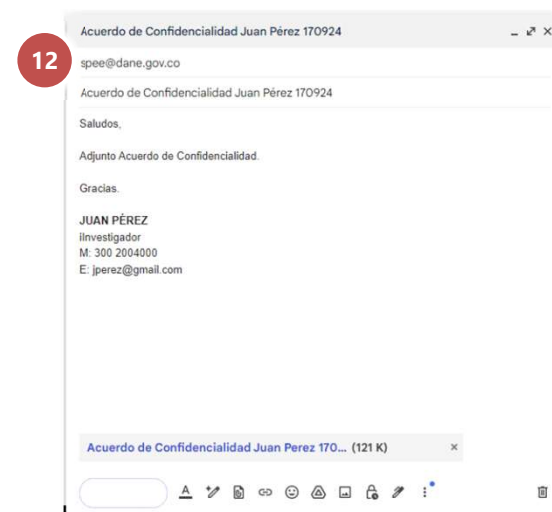 Acuerdo de Confidencialidad Juan Pérez 170924
12
spee@dane.gov.co
Acuerdo de Confidencialidad Juan Pérez 170924
Saludos,
Adjunto Acuerdo de Confidencialidad.
Gracias.
JUAN PÉREZ
iInvestigador
M: 300 2004000
E: jperez@gmail.com
Acuerdo de Confidencialidad Juan Perez 170... (121 K)